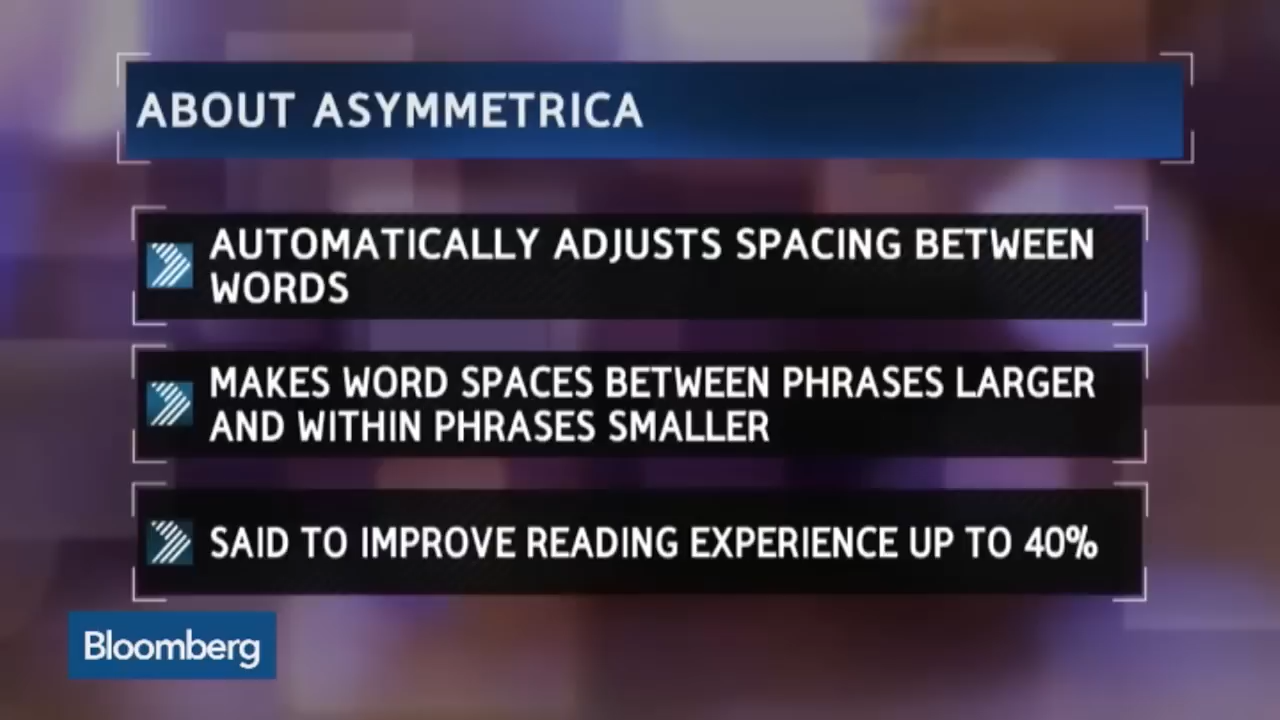 ABOUT ASYMMETRICA
AUTOMATICALLY ADJUSTS SPACING BETWEEN
WORDS
MAKES WORD SPACES BETWEEN PHRASES LARGER
AND WITHIN PHRASES SMALLER
SAID TO IMPROVE READING EXPERIENCE UP TO 40%
Bloomberg